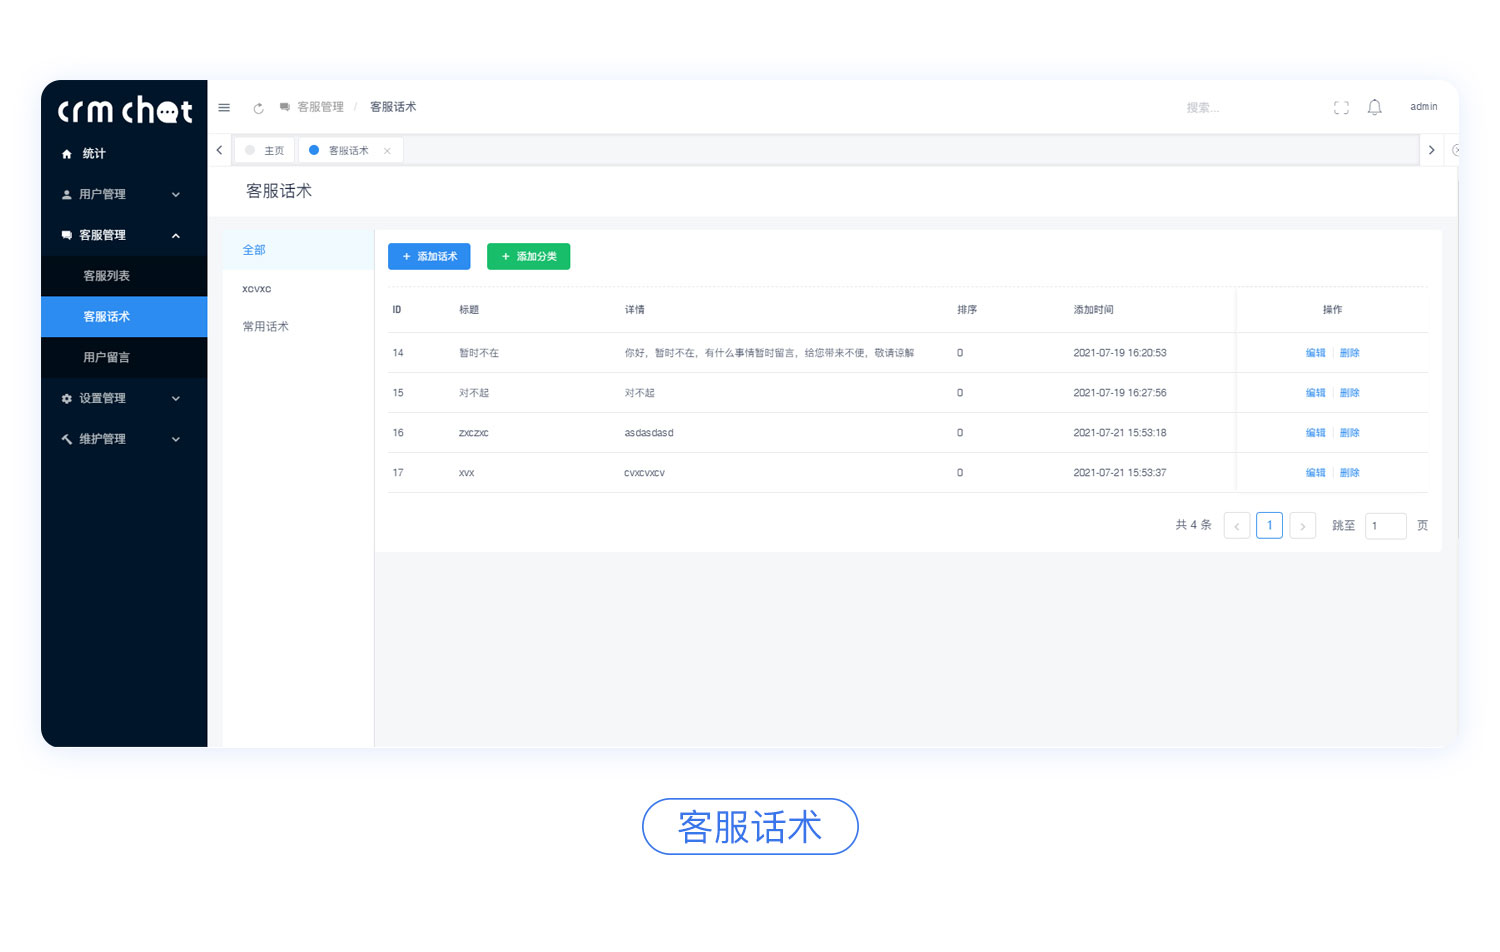 crm chat
统计
用户管理
客服管理
客服列表
客服话术
用户留言
设置管理
维护管理
客服管理 / 客服话术
搜索...
admin
主页
客服话术
客服话术
全部
xcvxc
常用话术
+ 添加话术
+ 添加分类
ID 标题 详情 排序 添加时间 操作
14 暂时不在 你好，暂时不在，有什么事情暂时留言，给您带来不便，敬请谅解 0 2021-07-19 16:20:53 编辑 删除
15 对不起 对不起 0 2021-07-19 16:27:56 编辑 删除
16 zxczxc asdasdasd 0 2021-07-21 15:53:18 编辑 删除
17 xvx cvxcvxcv 0 2021-07-21 15:53:37 编辑 删除
共 4 条 < 1 > 跳至 1 页
客服话术